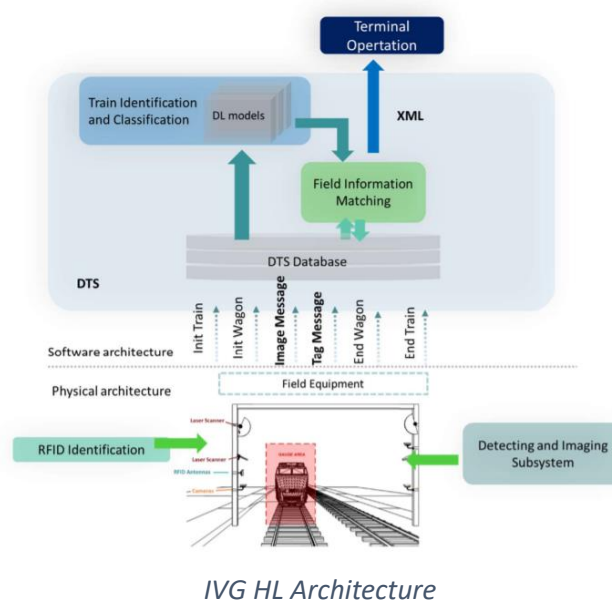 Terminal
Opertation
Train Identification
and Classification
DL models
XML
Field Information
Matching
DTS Database
DTS
Init Train
Init Wagon
Image Message
Tag Message
End Wagon
End Train
Software architecture
Physical architecture
Field Equipment
Laser Scanner
RFID Identification
Laser Scanner
RFID Antennas
Cameras
Detecting and Imaging
Subsystem
IVG HL Architecture